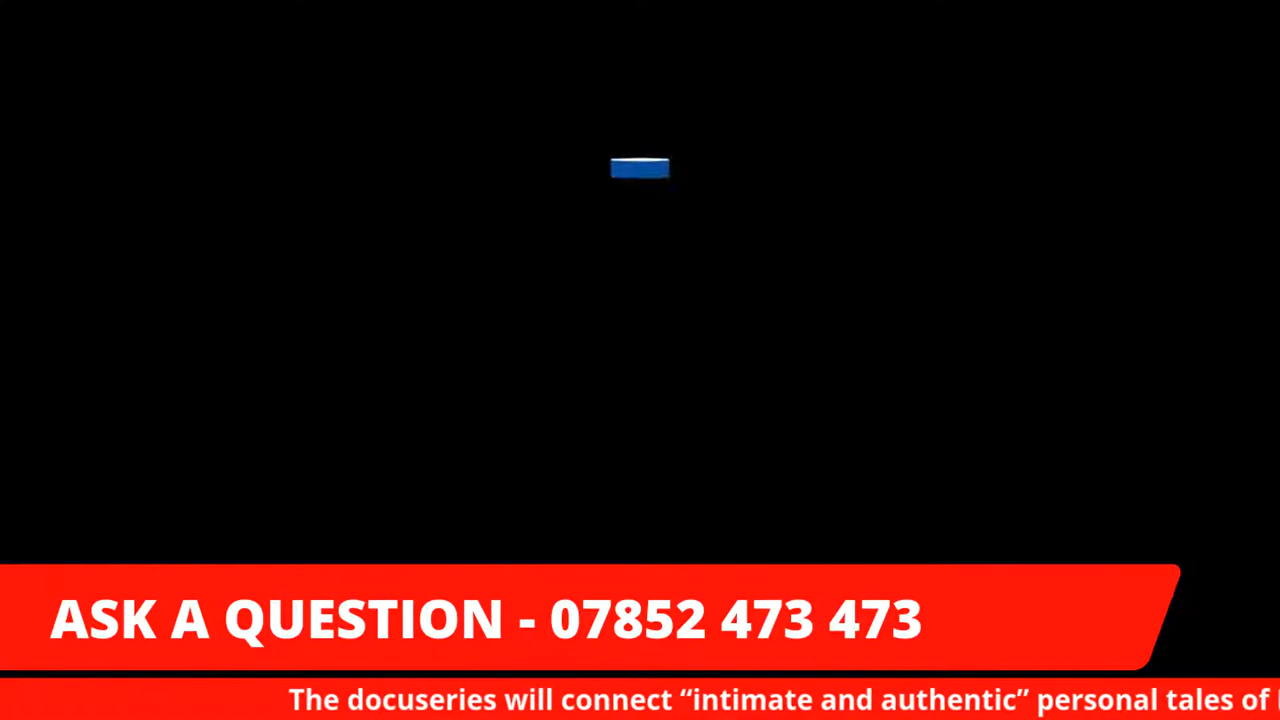 ASK A QUESTION - 07852 473 473
The docuseries will connect “intimate and authentic” personal tales of